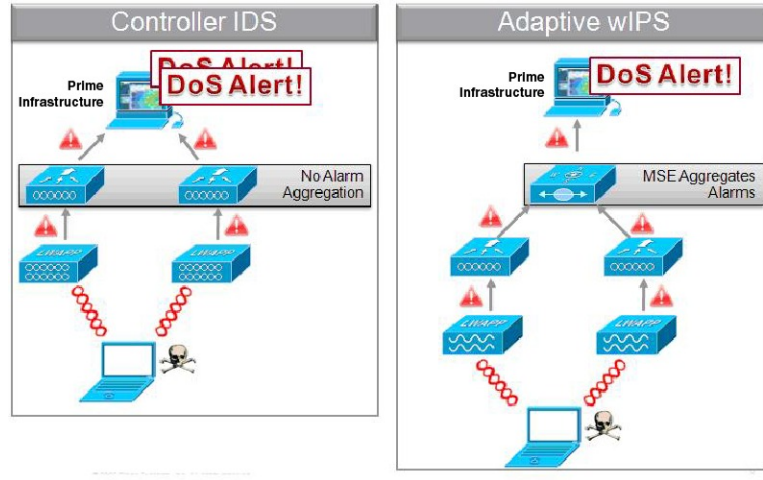 Controller IDS
DoS Alert!
DoS Alert!
Prime
Infrastructure
No Alarm
Aggregation
LWAPP
LWAPP
Adaptive wIPS
DoS Alert!
Prime
Infrastructure
MSE Aggregates
Alarms
LWAPP
LWAPP